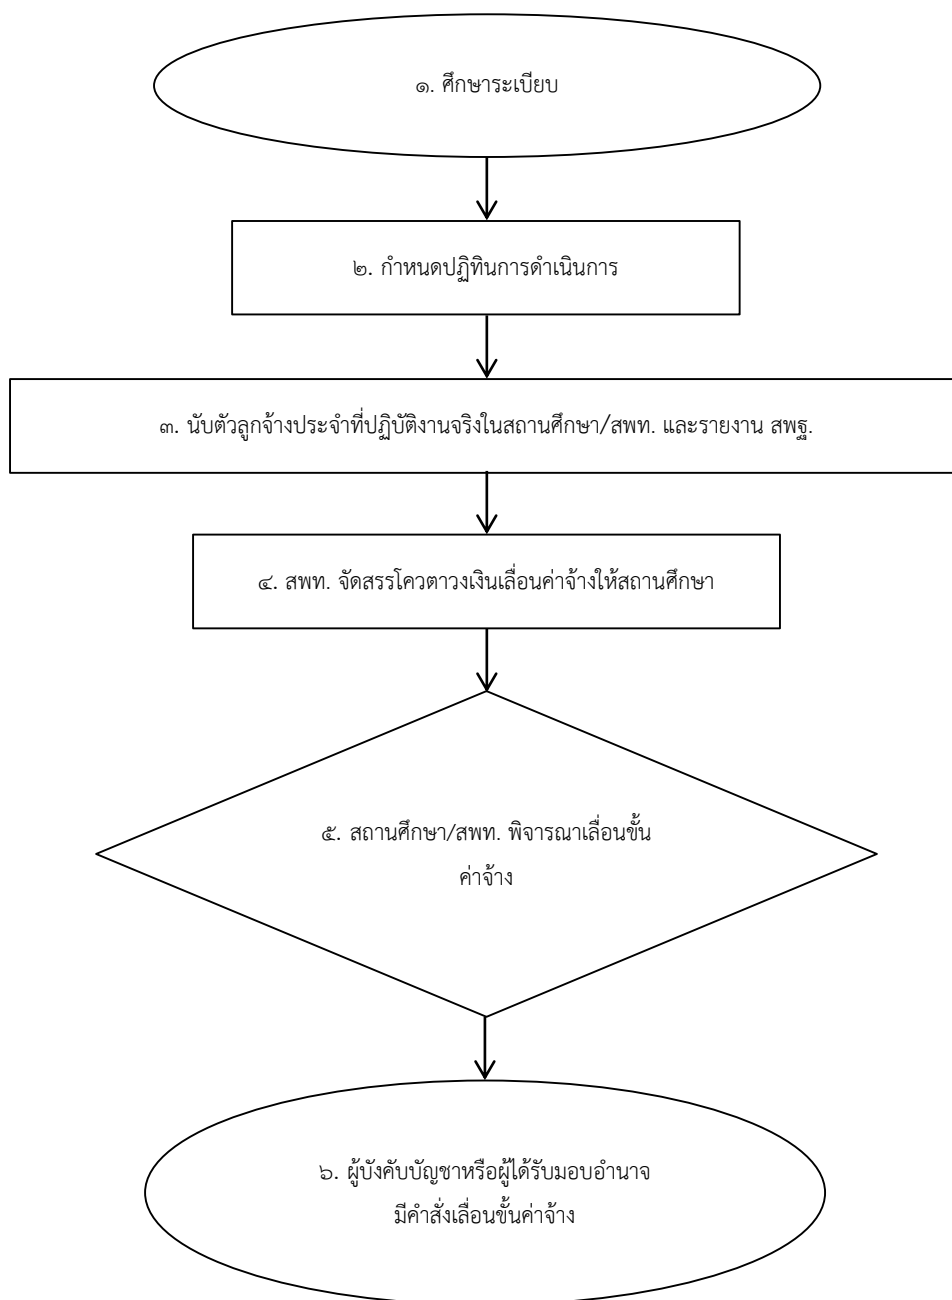 ๑. ศึกษาระเบียบ
๒. กำหนดปฏิทินการดำเนินการ
๓. นับตัวลูกจ้างประจำที่ปฏิบัติงานจริงในสถานศึกษา/สพท. และรายงาน สพฐ.
๔. สพท. จัดสรรโควตาวงเงินเลื่อนค่าจ้างให้สถานศึกษา
๕. สถานศึกษา/สพท. พิจารณาเลื่อนขั้น
ค่าจ้าง
๖. ผู้บังคับบัญชาหรือผู้ได้รับมอบอำนาจ
มีคำสั่งเลื่อนขั้นค่าจ้าง